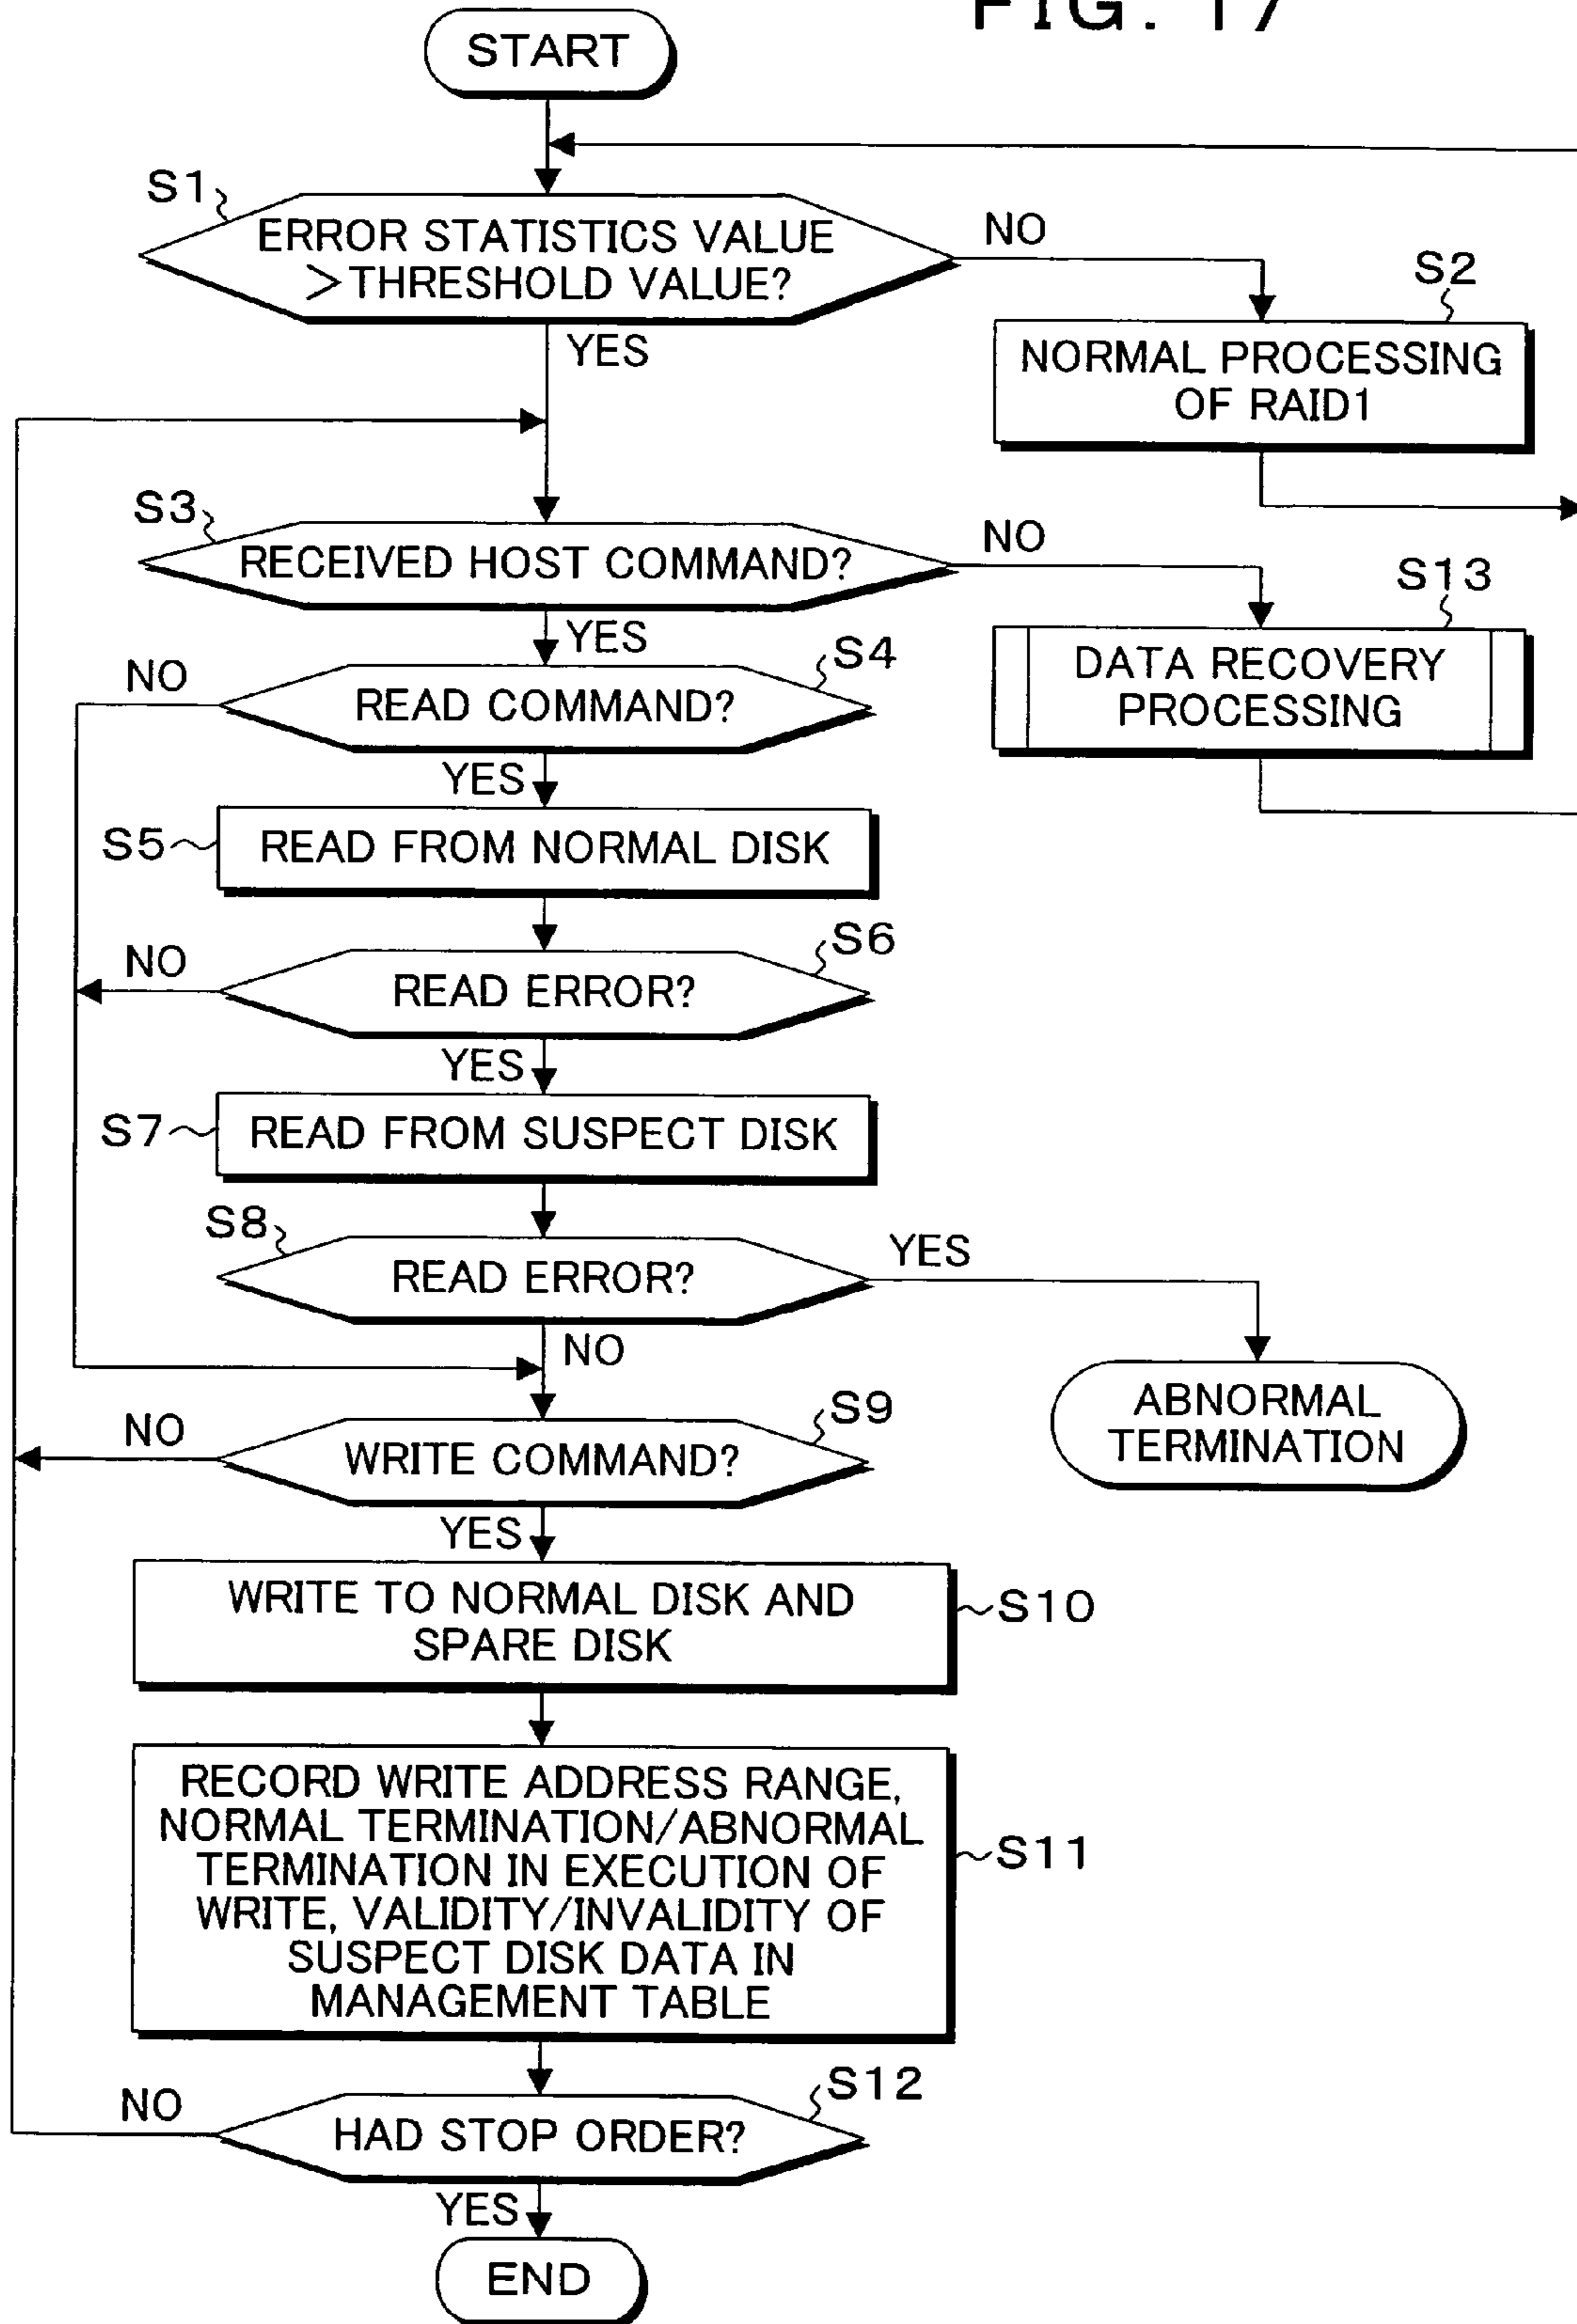 FIG. 17
START
S1
ERROR STATISTICS VALUE
>THRESHOLD VALUE?
NO
YES
S2
NORMAL PROCESSING
OF RAID1
S3
RECEIVED HOST COMMAND?
NO
YES
S13
DATA RECOVERY
PROCESSING
S4
READ COMMAND?
NO
YES
S5
READ FROM NORMAL DISK
S6
READ ERROR?
NO
YES
S7
READ FROM SUSPECT DISK
S8
READ ERROR?
YES
NO
ABNORMAL
TERMINATION
S9
WRITE COMMAND?
NO
YES
WRITE TO NORMAL DISK AND
SPARE DISK
S10
RECORD WRITE ADDRESS RANGE,
NORMAL TERMINATION/ABNORMAL
TERMINATION IN EXECUTION OF
WRITE, VALIDITY/INVALIDITY OF
SUSPECT DISK DATA IN
MANAGEMENT TABLE
S11
S12
HAD STOP ORDER?
NO
YES
END